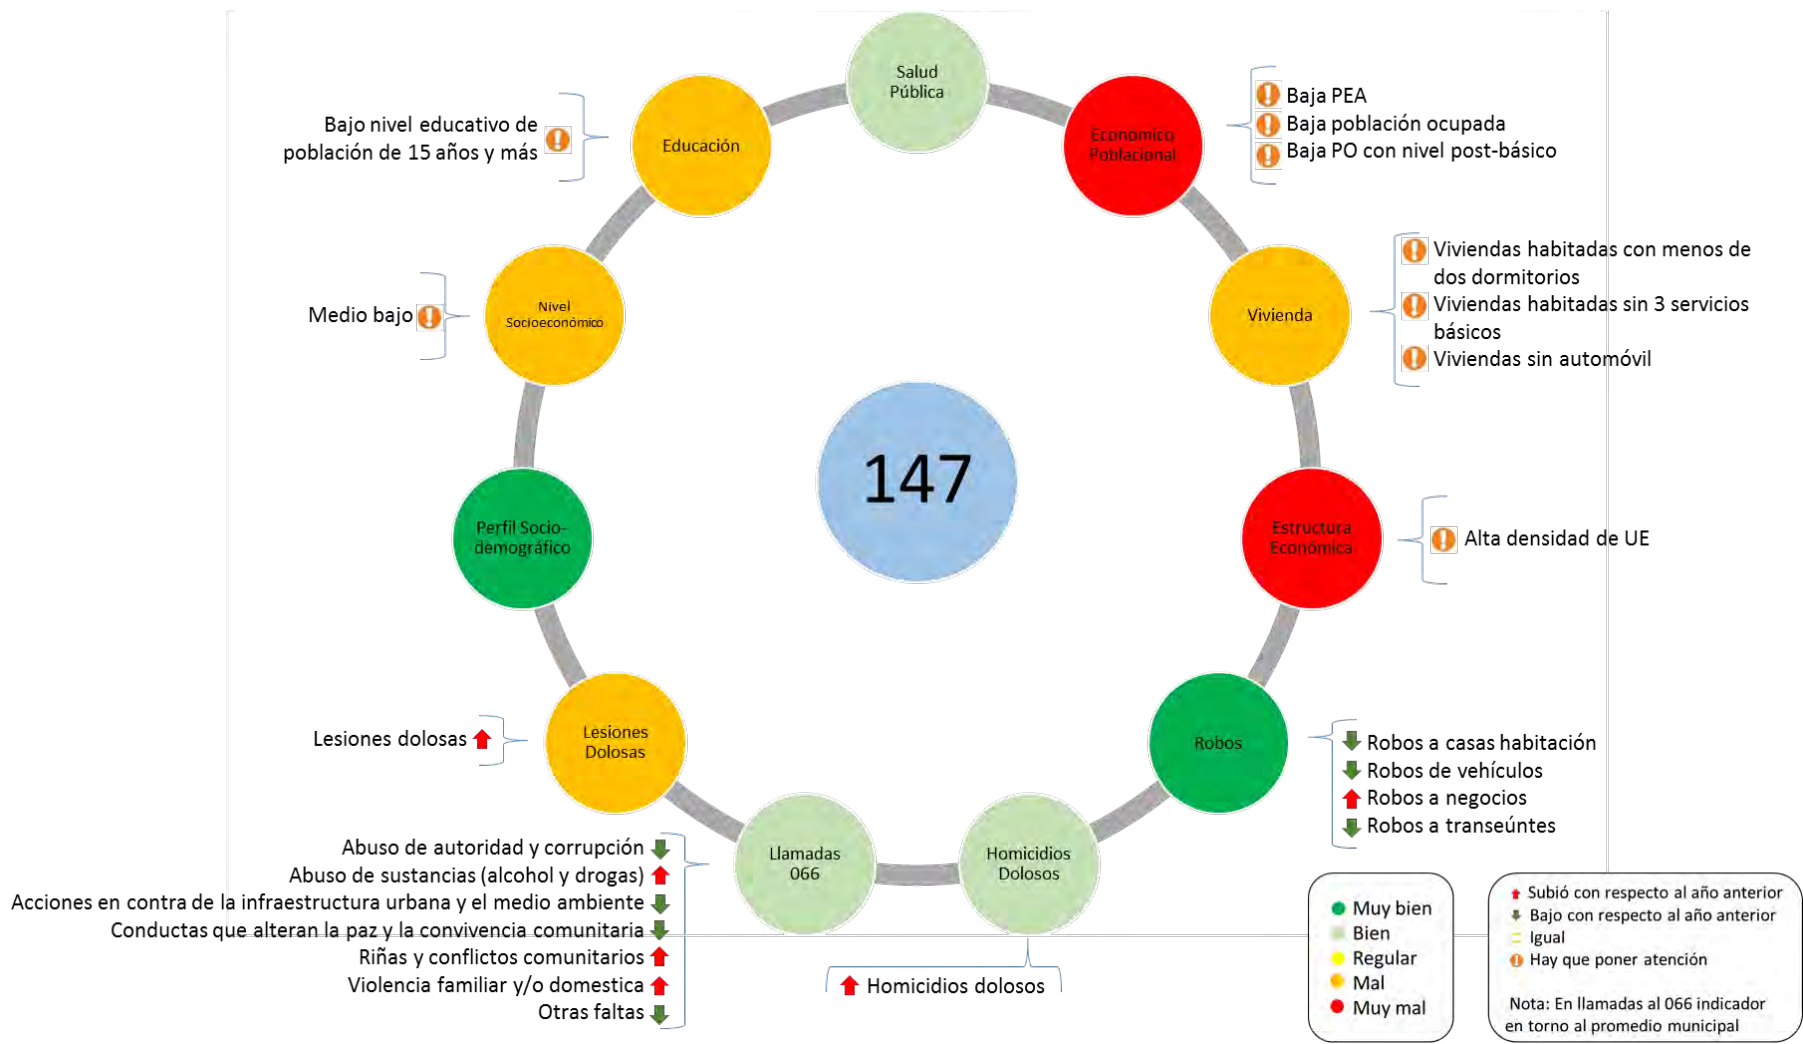 Salud
Pública
Económico
Poblacional
Baja PEA
Baja población ocupada
Baja PO con nivel post-básico
Bajo nivel educativo de
población de 15 años y más
Educación
Medio bajo
Nivel
Socioeconómico
Vivienda
Viviendas habitadas con menos de
dos dormitorios
Viviendas habitadas sin 3 servicios
básicos
Viviendas sin automóvil
147
Perfil Socio-
demográfico
Estructura
Económica
Alta densidad de UE
Lesiones dolosas
Lesiones
Dolosas
Robos
Robos a casas habitación
Robos de vehículos
Robos a negocios
Robos a transeúntes
Abuso de autoridad y corrupción
Abuso de sustancias (alcohol y drogas)
Acciones en contra de la infraestructura urbana y el medio ambiente
Conductas que alteran la paz y la convivencia comunitaria
Riñas y conflictos comunitarios
Violencia familiar y/o domestica
Otras faltas
Llamadas
066
Homicidios
Dolosos
Homicidios dolosos
Muy bien
Bien
Regular
Mal
Muy mal
Subió con respecto al año anterior
Bajo con respecto al año anterior
Igual
Hay que poner atención
Nota: En llamadas al 066 indicador
en torno al promedio municipal